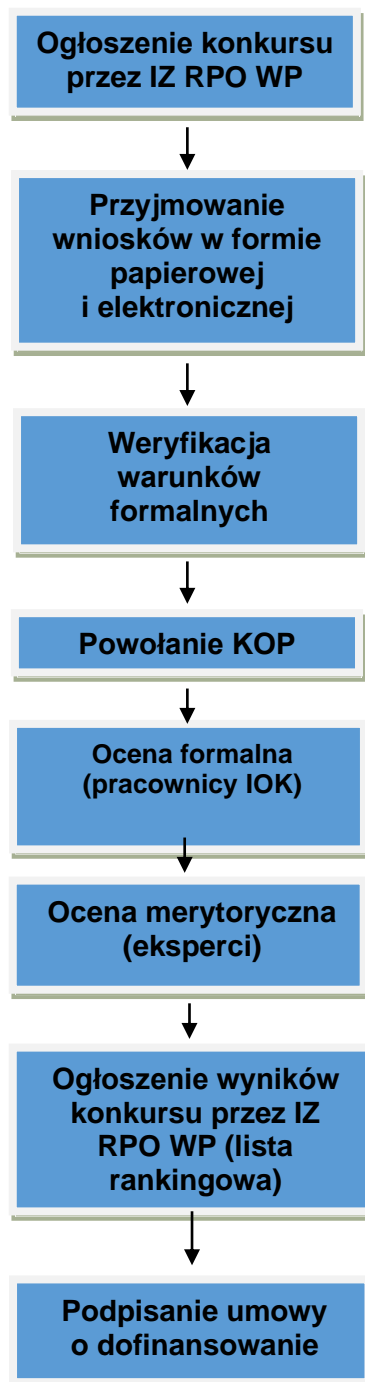 Ogłoszenie konkursu
przez IZ RPO WP
Przyjmowanie
wniosków w formie
papierowej
i elektronicznej
Weryfikacja
warunków
formalnych
Powołanie KOP
Ocena formalna
(pracownicy IOK)
Ocena merytoryczna
(eksperci)
Ogłoszenie wyników
konkursu przez IZ
RPO WP (lista
rankingowa)
Podpisanie umowy
o dofinansowanie